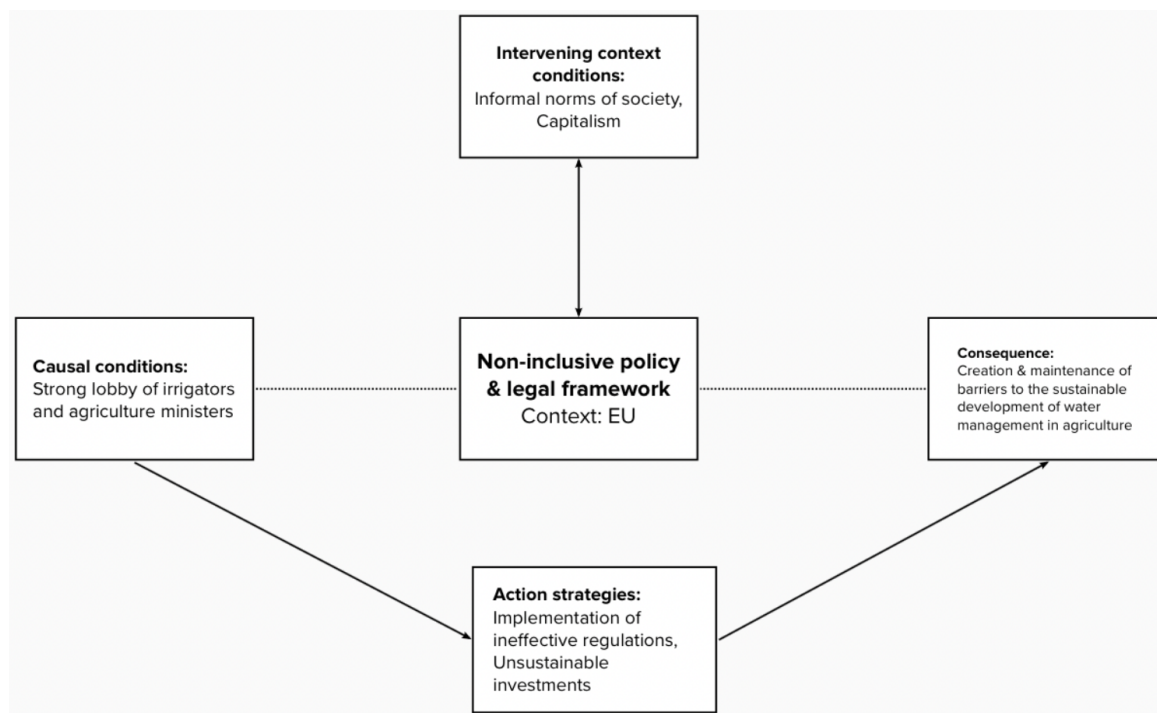 Intervening context
conditions:
Informal norms of society,
Capitalism
Causal conditions:
Strong lobby of irrigators
and agriculture ministers
Non-inclusive policy
& legal framework
Context: EU
Consequence:
Creation & maintenance of
barriers to the sustainable
development of water
management in agriculture
Action strategies:
Implementation of
ineffective regulations,
Unsustainable
investments